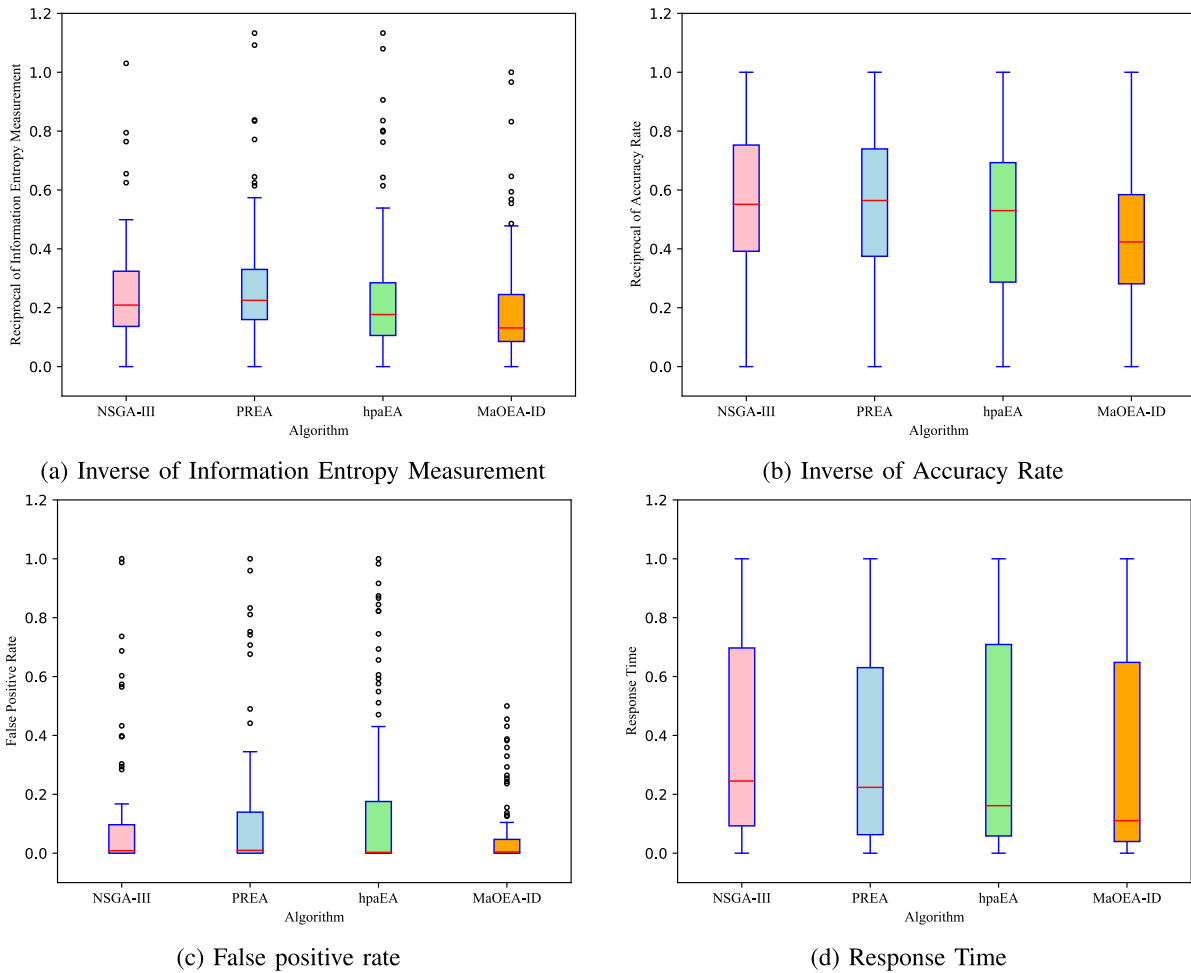 1.2
1.0
0.8
0.6
0.4
0.2
0.0
Reciprocal of Information Entropy Measurement
NSGA-III PREA hpaEA MaOEA-ID
Algorithm
(a) Inverse of Information Entropy Measurement
1.2
1.0
0.8
0.6
0.4
0.2
0.0
Reciprocal of Accuracy Rate
NSGA-III PREA hpaEA MaOEA-ID
Algorithm
(b) Inverse of Accuracy Rate
1.2
1.0
0.8
0.6
0.4
0.2
0.0
False Positive Rate
NSGA-III PREA hpaEA MaOEA-ID
Algorithm
(c) False positive rate
1.2
1.0
0.8
0.6
0.4
0.2
0.0
Response Time
NSGA-III PREA hpaEA MaOEA-ID
Algorithm
(d) Response Time